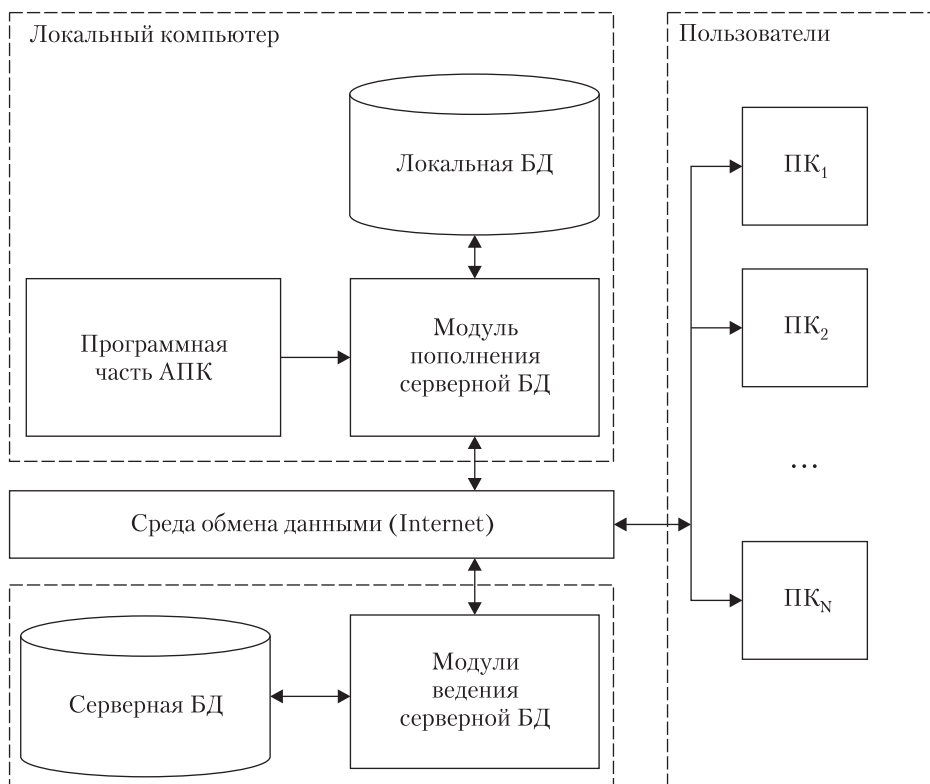 Локальный компьютер
Пользователи
Локальная БД
ПК₁
Программная
часть АПК
Модуль
пополнения
серверной БД
ПК₂
...
Среда обмена данными (Internet)
ПК_N
Серверная БД
Модули
ведения
серверной БД